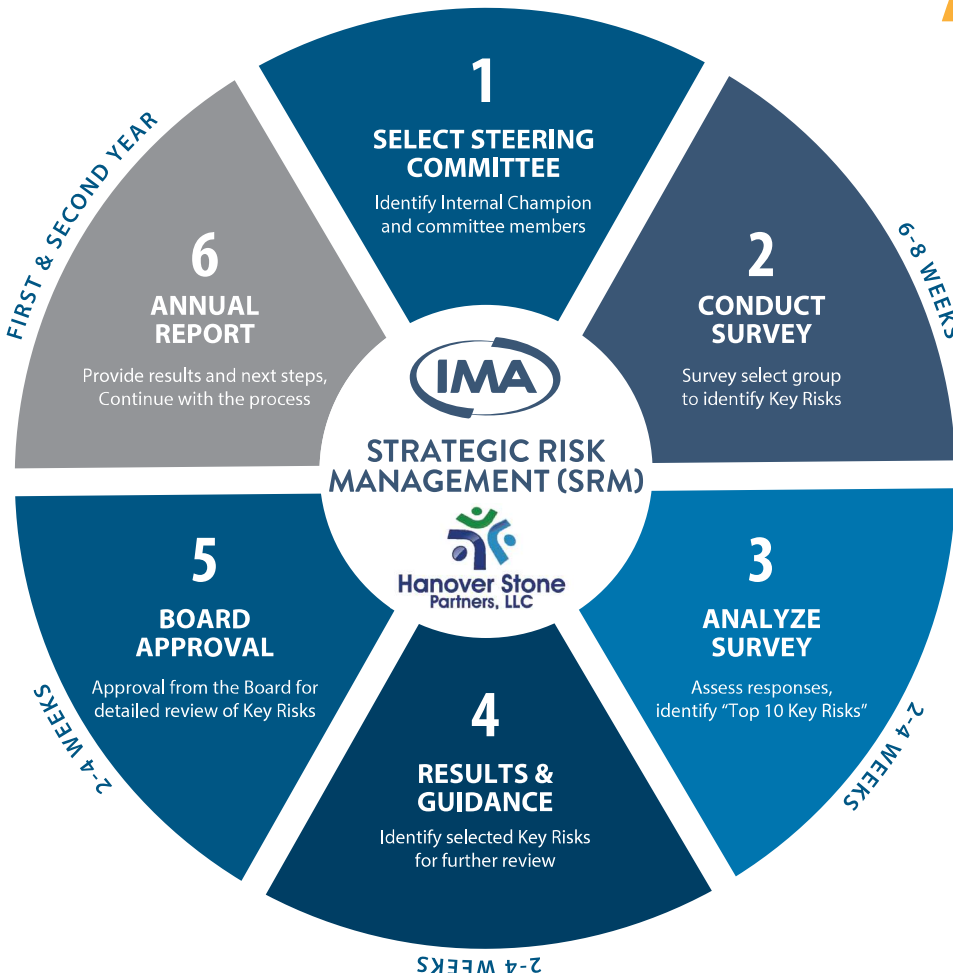 1
SELECT STEERING
COMMITTEE
Identify Internal Champion
and committee members
2
CONDUCT
SURVEY
Survey select group
to identify Key Risks
6-8 WEEKS
3
ANALYZE
SURVEY
Assess responses,
identify “Top 10 Key Risks”
2-4 WEEKS
4
RESULTS &
GUIDANCE
Identify selected Key Risks
for further review
2-4 WEEKS
5
BOARD
APPROVAL
Approval from the Board for
detailed review of Key Risks
2-4 WEEKS
6
ANNUAL
REPORT
Provide results and next steps,
Continue with the process
FIRST & SECOND YEAR
IMA
STRATEGIC RISK
MANAGEMENT (SRM)
Hanover Stone
Partners, LLC